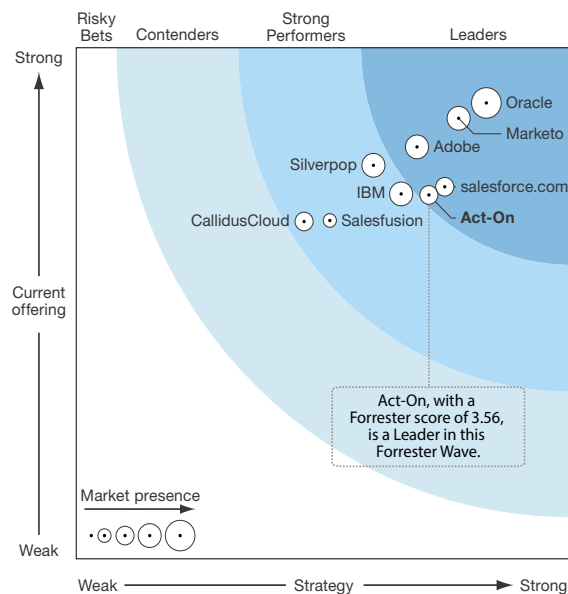 Risky
Bets
Contenders
Strong
Performers
Leaders
Strong
Oracle
Marketo
Adobe
Silverpop
IBM
salesforce.com
Act-On
CallidusCloud
Salesfusion
Current
offering
Act-On, with a
Forrester score of 3.56,
is a Leader in this
Forrester Wave.
Market presence
Weak
Weak
Strategy
Strong